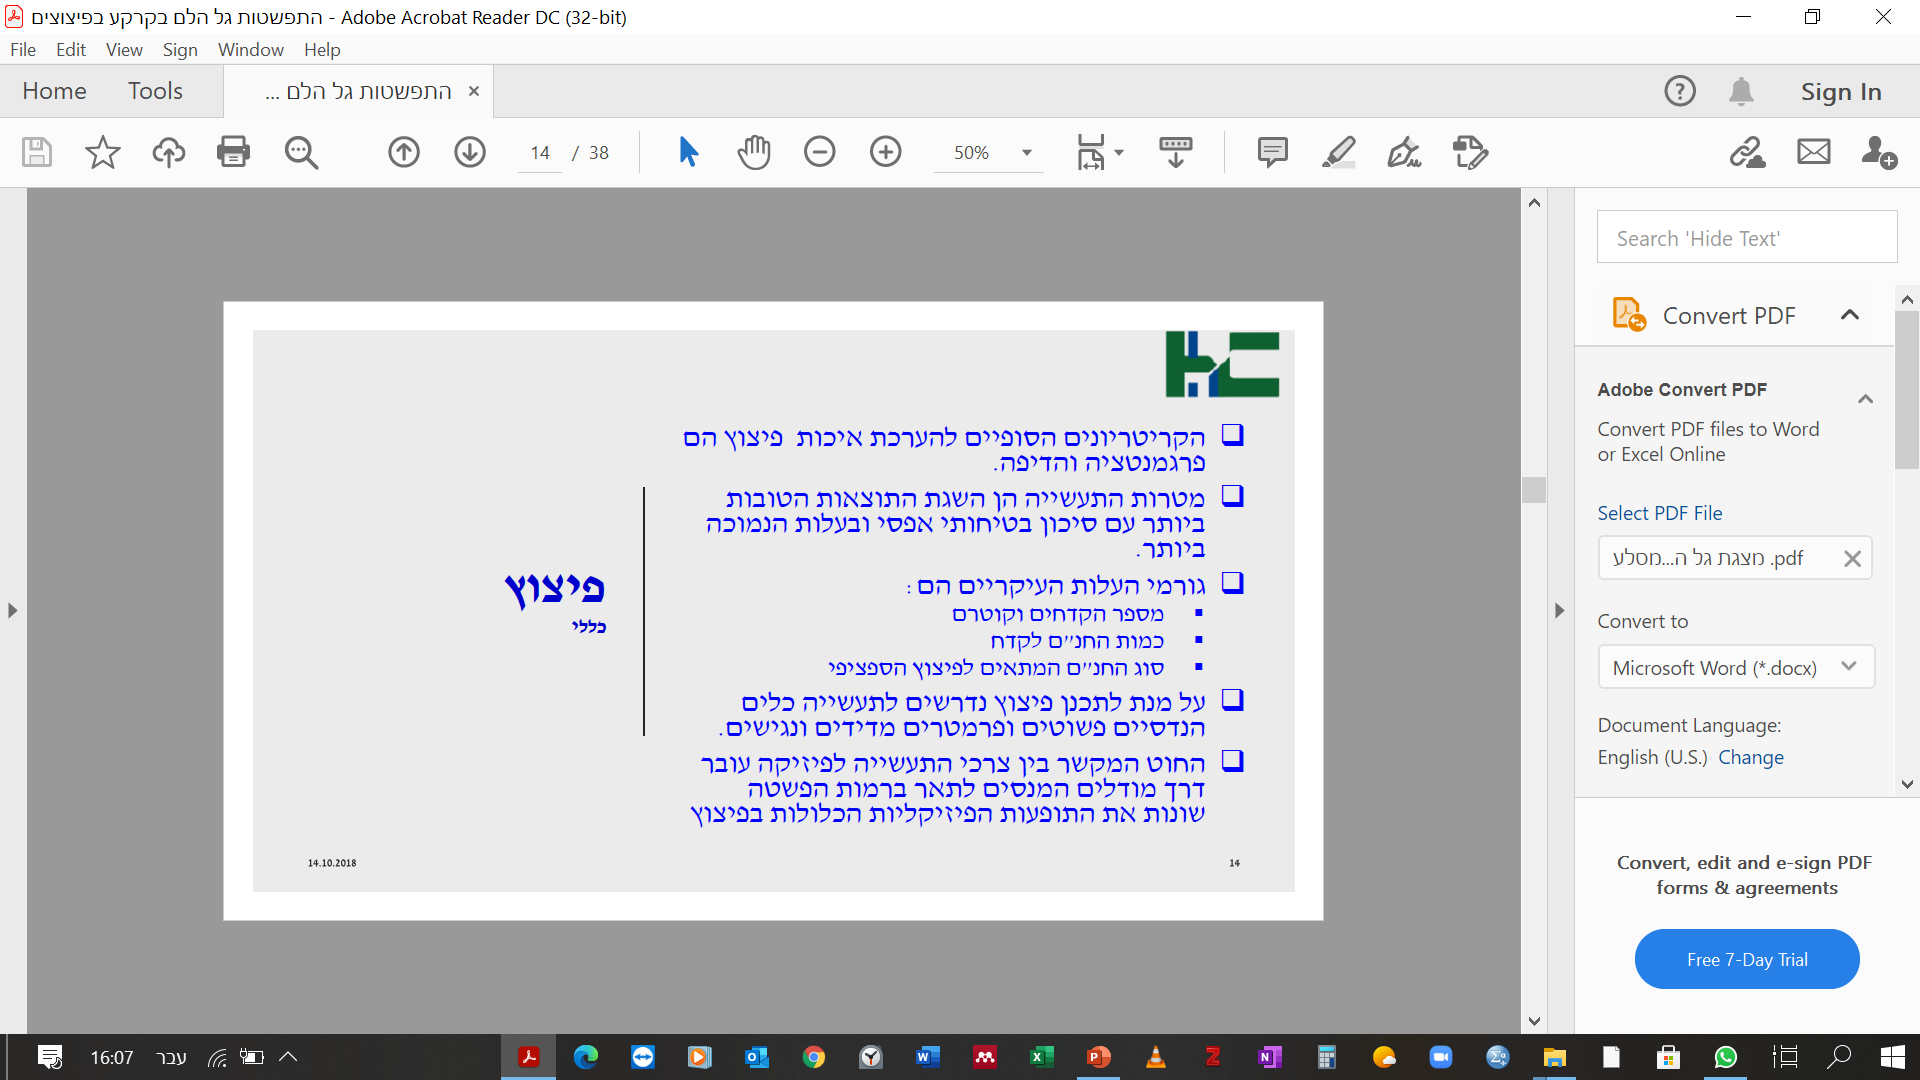 התפשטות גל הלם בקרקע בפיצוצים - Adobe Acrobat Reader DC (32-bit)
File Edit View Sign Window Help
Home Tools התפשטות גל הלם ... × Sign In
14 / 38 50%
הקריטריונים הסופיים להערכת איכות פיצוץ הם
פרגמנטציה והדיפה.
מטרות התעשייה הן השגת התוצאות הטובות
ביותר עם סיכון בטיחותי אפסי ובעלות הנמוכה
ביותר.
גורמי העלות העיקריים הם :
מספר הקדחים וקוטרם
כמות החנ״ם לקדח
סוג החנ״ם המתאים לפיצוץ הספציפי
על מנת לתכנן פיצוץ נדרשים לתעשייה כלים
הנדסיים פשוטים ופרמטרים מדידים ונגישים.
החוט המקשר בין צרכי התעשייה לפיזיקה עובר
דרך מודלים המנסים לתאר ברמות הפשטה
שונות את התופעות הפיזיקליות הכלולות בפיצוץ
פיצוץ
כללי
14.10.2018
14
Search 'Hide Text'
Convert PDF
Adobe Convert PDF
Convert PDF files to Word
or Excel Online
Select PDF File
מצגת גל ה...מסלע .pdf
Convert to
Microsoft Word (*.docx)
Document Language:
English (U.S.) Change
Convert, edit and e-sign PDF
forms & agreements
Free 7-Day Trial
16:07 עבר